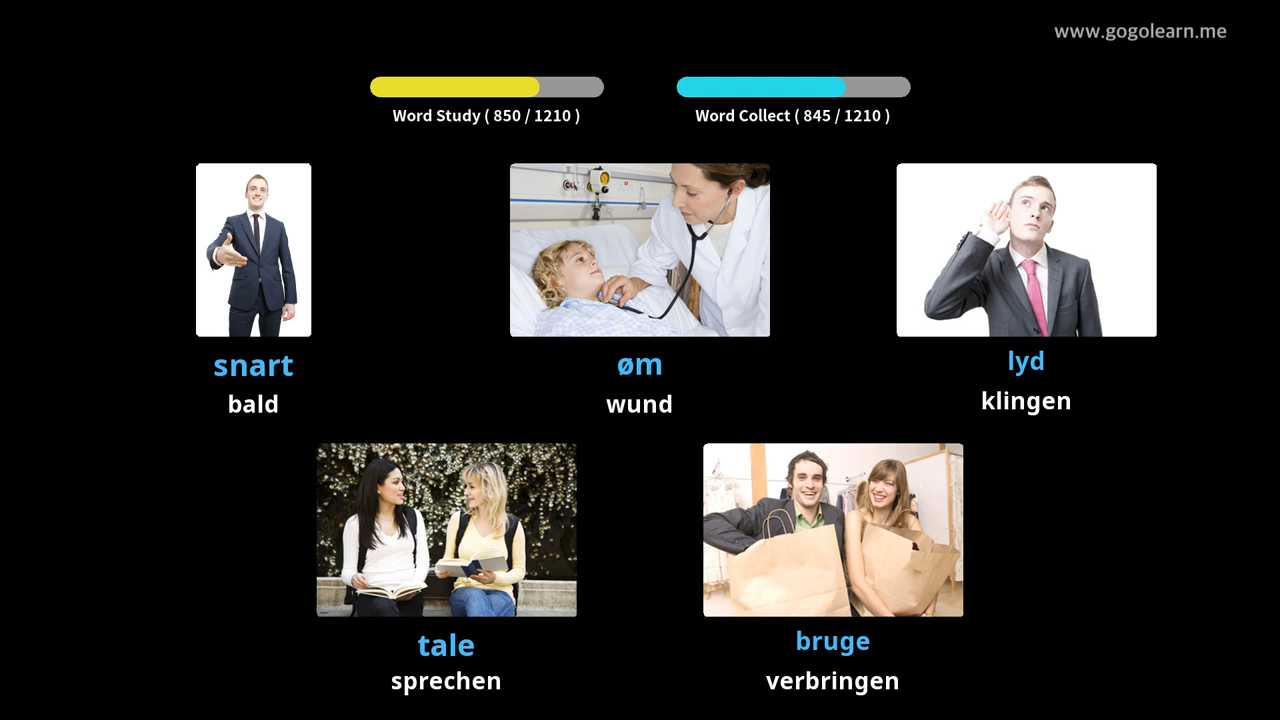 www.gogolearn.me
Word Study ( 850 / 1210 )
Word Collect ( 845 / 1210 )
snart
bald
øm
wund
lyd
klingen
tale
sprechen
bruge
verbringen